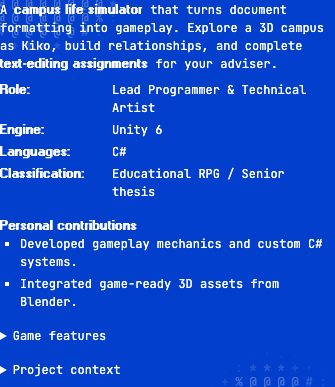 A campus life simulator that turns document
formatting into gameplay. Explore a 3D campus
as Kiko, build relationships, and complete
text-editing assignments for your adviser.
Role: Lead Programmer & Technical
Artist
Engine: Unity 6
Languages: C#
Classification: Educational RPG / Senior
thesis
Personal contributions
▪ Developed gameplay mechanics and custom C#
systems.
▪ Integrated game-ready 3D assets from
Blender.
▶ Game features
▶ Project context